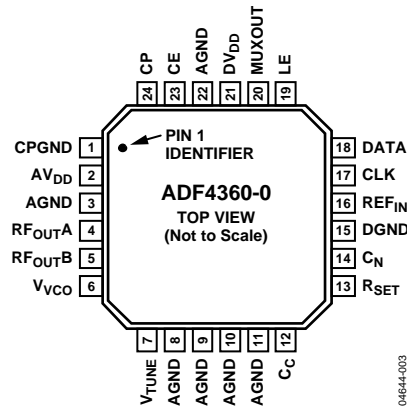 CP
CE
AGND
DVDD
MUXOUT
LE
24
23
22
21
20
19
CPGND 1
AVDD 2
AGND 3
RFOUTA 4
RFOUTB 5
VVCO 6
PIN 1
IDENTIFIER
ADF4360-0
TOP VIEW
(Not to Scale)
18 DATA
17 CLK
16 REFIN
15 DGND
14 CN
13 RSET
7
8
9
10
11
12
VTUNE
AGND
AGND
AGND
AGND
CC
04644-003